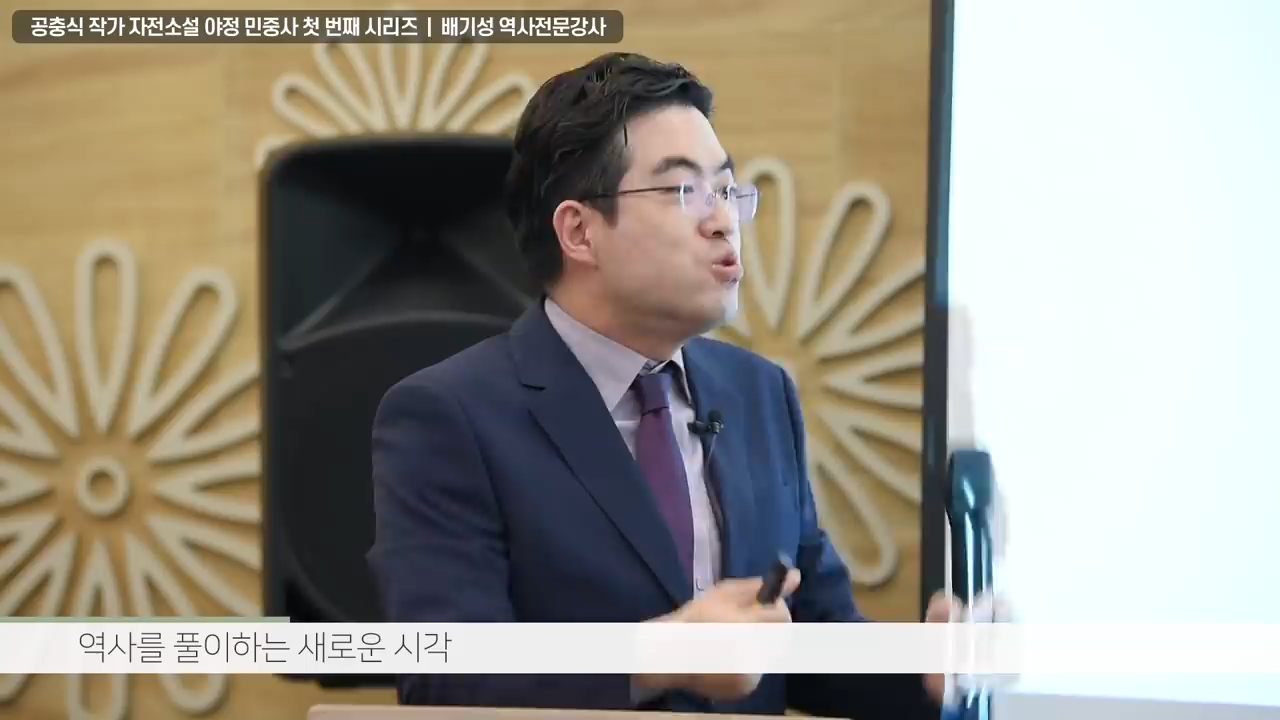 공충식 작가 자전소설 야정 민중사 첫 번째 시리즈 | 배기성 역사전문강사
역사를 풀이하는 새로운 시각